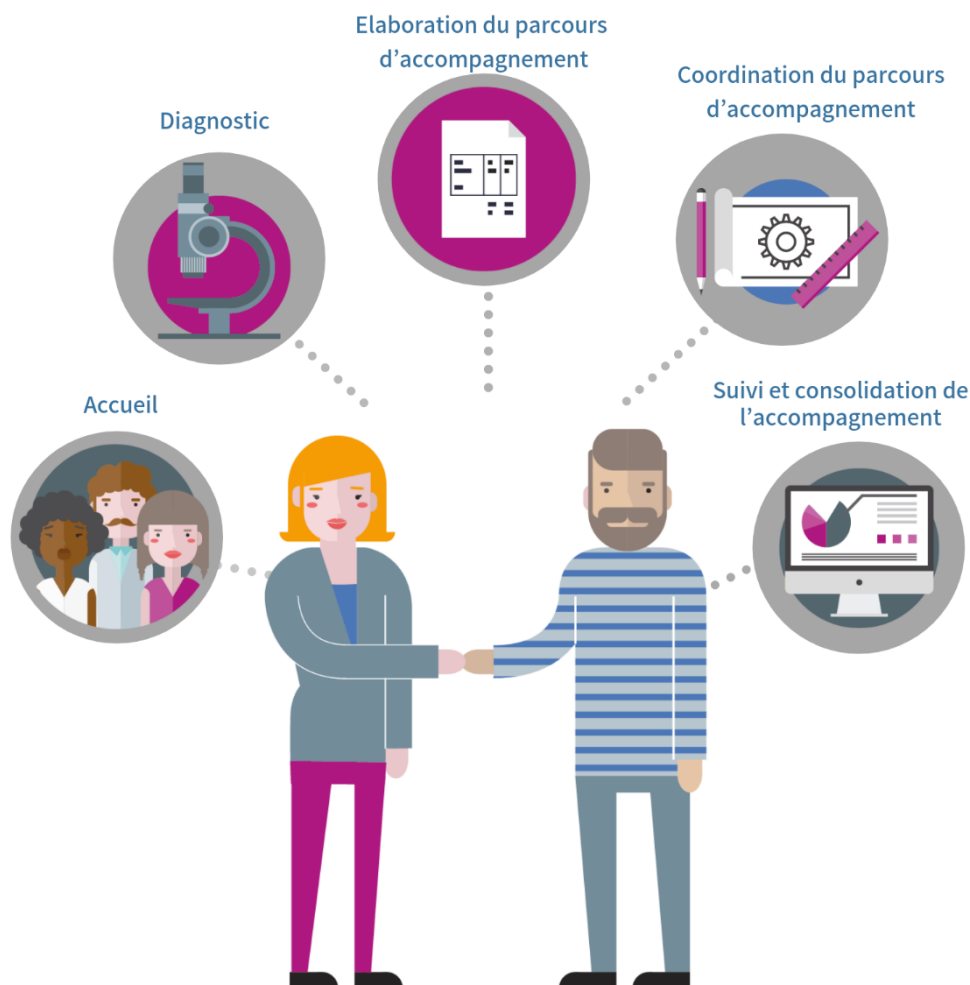 Elaboration du parcours
d'accompagnement
Coordination du parcours
d'accompagnement
Diagnostic
Accueil
Suivi et consolidation de
l'accompagnement